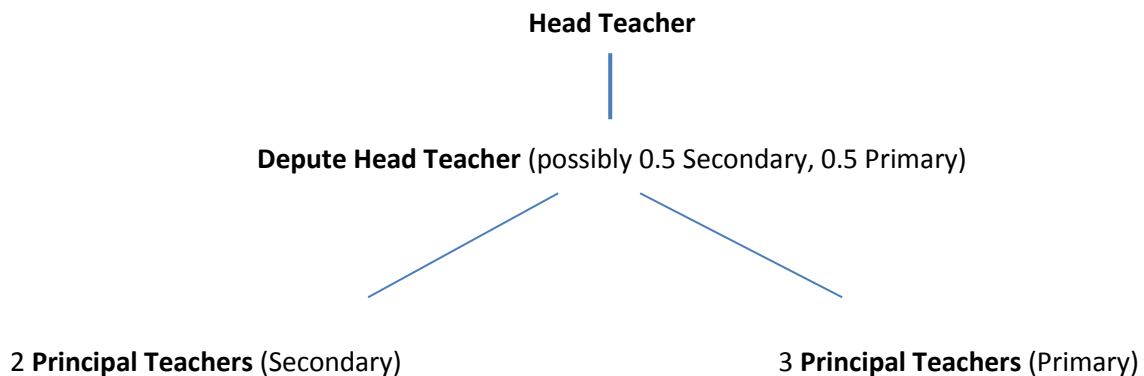 Head Teacher
Depute Head Teacher (possibly 0.5 Secondary, 0.5 Primary)
2 Principal Teachers (Secondary)
3 Principal Teachers (Primary)